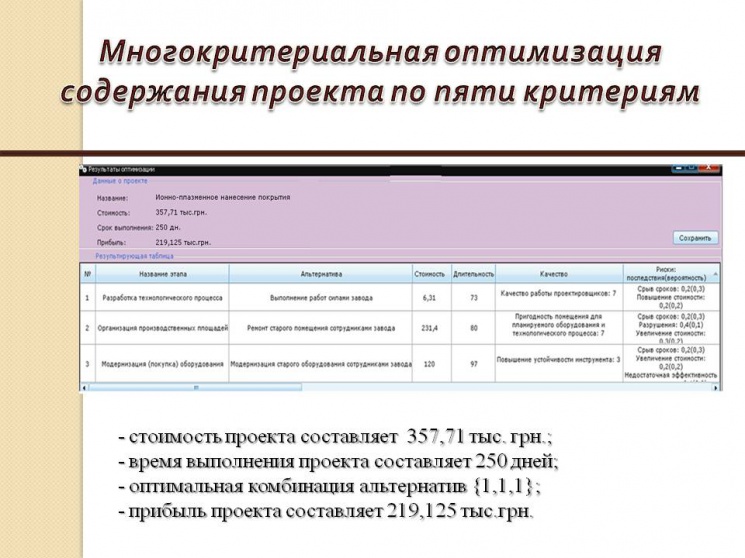 Многокритериальная оптимизация
содержания проекта по пяти критериям
Результаты оптимизации
Данные о проекте
Название: Ионно-плазменное нанесение покрытия
Стоимость: 357,71 тыс.грн.
Срок выполнения: 250 дн.
Прибыль: 219,125 тыс.грн.
Сохранить
Результирующая таблица
№ Название этапа Альтернатива Стоимость Длительность Качество Риски: последствия(вероятность)
1 Разработка технологического процесса Выполнение работ силами завода 6,31 73 Качество работы проектировщиков: 7 Срыв сроков: 0,2(0,3) Повышение стоимости: 0,2(0,2)
2 Организация производственных площадей Ремонт старого помещения сотрудниками завода 231,4 80 Пригодность помещения для планируемого оборудования и технологического процесса: 7 Срыв сроков: 0,2(0,3) Разрушения: 0,4(0,1) Увеличение стоимости: 0,3(0,2)
3 Модернизация (покупка) оборудования Модернизация старого оборудования сотрудниками завода 120 97 Повышение устойчивости инструмента: 3 Срыв сроков: 0,2(0,3) Увеличение стоимости: 0,2(0,2) Недостаточная эффективность
- стоимость проекта составляет 357,71 тыс. грн.;
- время выполнения проекта составляет 250 дней;
- оптимальная комбинация альтернатив {1,1,1};
- прибыль проекта составляет 219,125 тыс.грн.